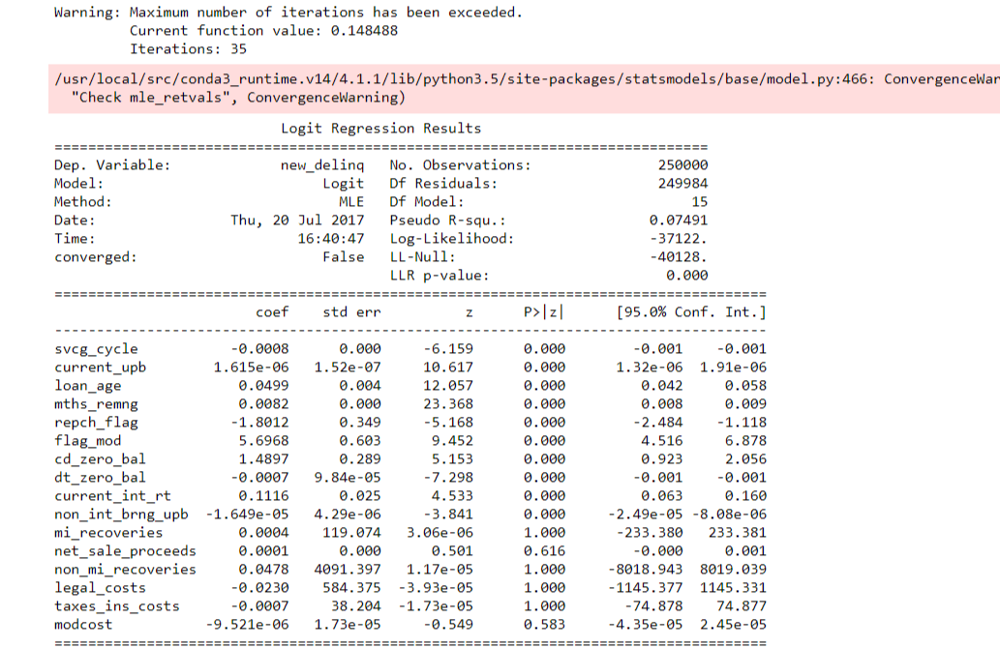 Warning: Maximum number of iterations has been exceeded.
         Current function value: 0.148488
         Iterations: 35
/usr/local/src/conda3_runtime.v14/4.1.1/lib/python3.5/site-packages/statsmodels/base/model.py:466: ConvergenceWar
  "Check mle_retvals", ConvergenceWarning)
                           Logit Regression Results
==============================================================================
Dep. Variable:             new_delinq   No. Observations:               250000
Model:                          Logit   Df Residuals:                   249984
Method:                           MLE   Df Model:                           15
Date:                Thu, 20 Jul 2017   Pseudo R-squ.:                 0.07491
Time:                        16:40:47   Log-Likelihood:                -37122.
converged:                      False   LL-Null:                       -40128.
                                        LLR p-value:                     0.000
=====================================================================================
                        coef    std err          z      P>|z|      [95.0% Conf. Int.]
-------------------------------------------------------------------------------------
svcg_cycle           -0.0008      0.000     -6.159      0.000        -0.001    -0.001
current_upb        1.615e-06   1.52e-07     10.617      0.000      1.32e-06  1.91e-06
loan_age              0.0499      0.004     12.057      0.000         0.042     0.058
mths_remng            0.0082      0.000     23.368      0.000         0.008     0.009
repch_flag           -1.8012      0.349     -5.168      0.000        -2.484    -1.118
flag_mod              5.6968      0.603      9.452      0.000         4.516     6.878
cd_zero_bal           1.4897      0.289      5.153      0.000         0.923     2.056
dt_zero_bal          -0.0007   9.84e-05     -7.298      0.000        -0.001    -0.001
current_int_rt        0.1116      0.025      4.533      0.000         0.063     0.160
non_int_brng_upb  -1.649e-05   4.29e-06     -3.841      0.000     -2.49e-05 -8.08e-06
mi_recoveries         0.0004    119.074   3.06e-06      1.000      -233.380   233.381
net_sale_proceeds     0.0001      0.000      0.501      0.616        -0.000     0.001
non_mi_recoveries     0.0478   4091.397   1.17e-05      1.000     -8018.943  8019.039
legal_costs          -0.0230    584.375  -3.93e-05      1.000     -1145.377  1145.331
taxes_ins_costs      -0.0007     38.204  -1.73e-05      1.000       -74.878    74.877
modcost           -9.521e-06   1.73e-05     -0.549      0.583     -4.35e-05  2.45e-05
=====================================================================================